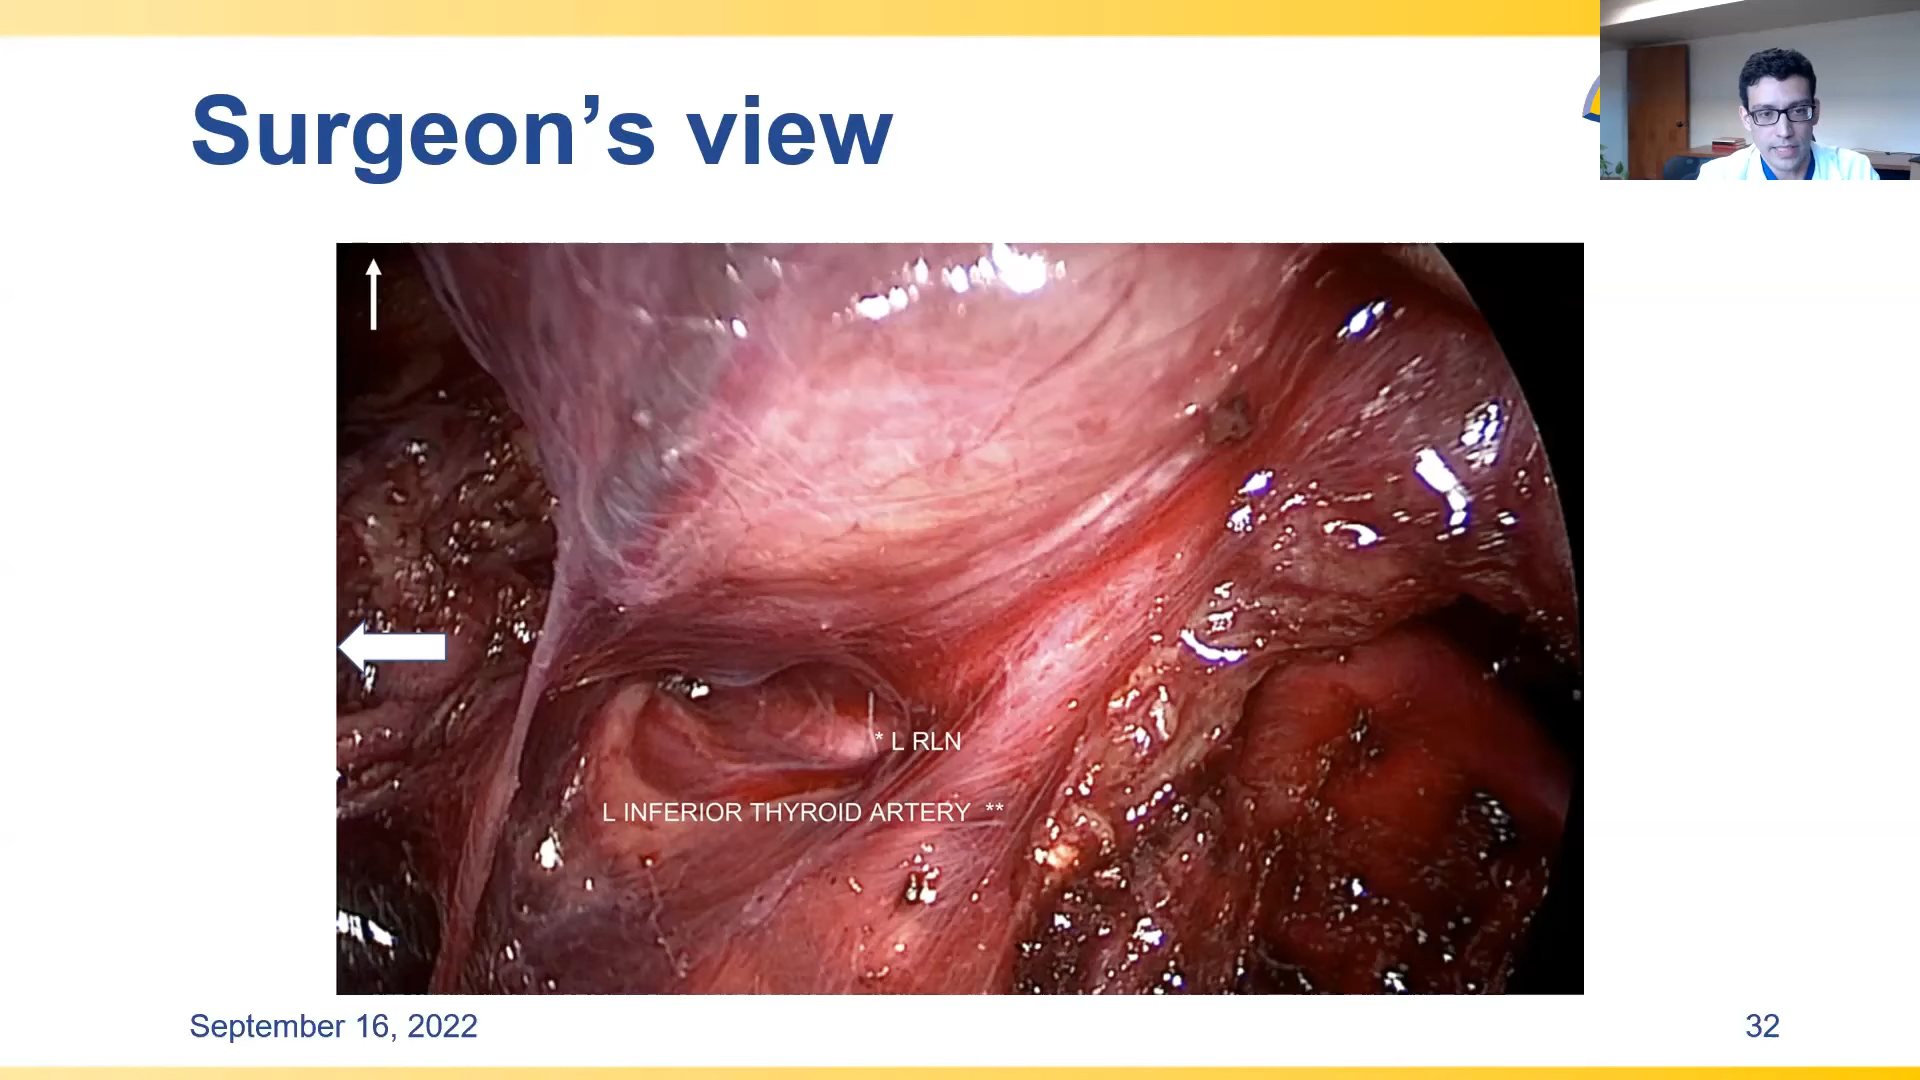 Surgeon’s view
* L RLN
L INFERIOR THYROID ARTERY **
September 16, 2022
32